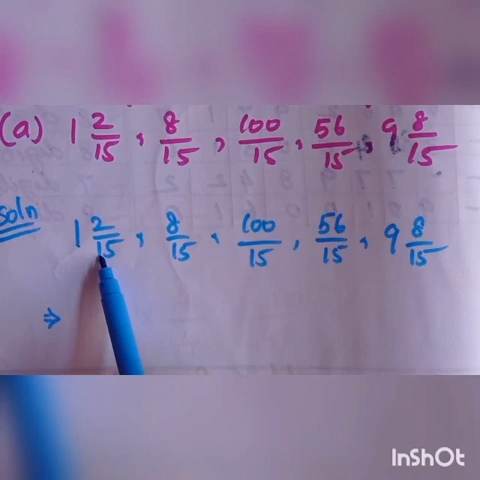 (a) 1 2/15, 8/15, 100/15, 56/15, 9 8/15
soln 1 2/15, 8/15, 100/15, 56/15, 9 8/15
⇒
InShOt